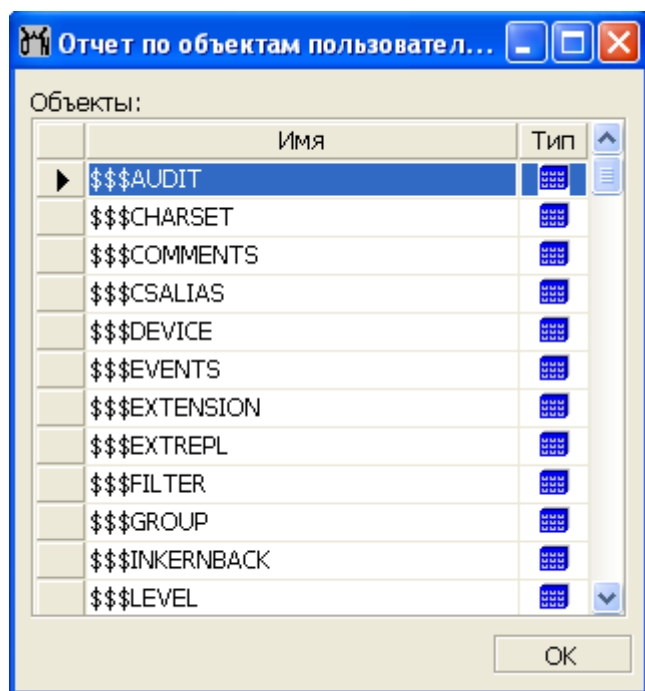 Отчет по объектам пользовател...
Объекты:
Имя Тип
$$$AUDIT
$$$CHARSET
$$$COMMENTS
$$$CSALIAS
$$$DEVICE
$$$EVENTS
$$$EXTENSION
$$$EXTREPL
$$$FILTER
$$$GROUP
$$$INKERNBACK
$$$LEVEL
OK